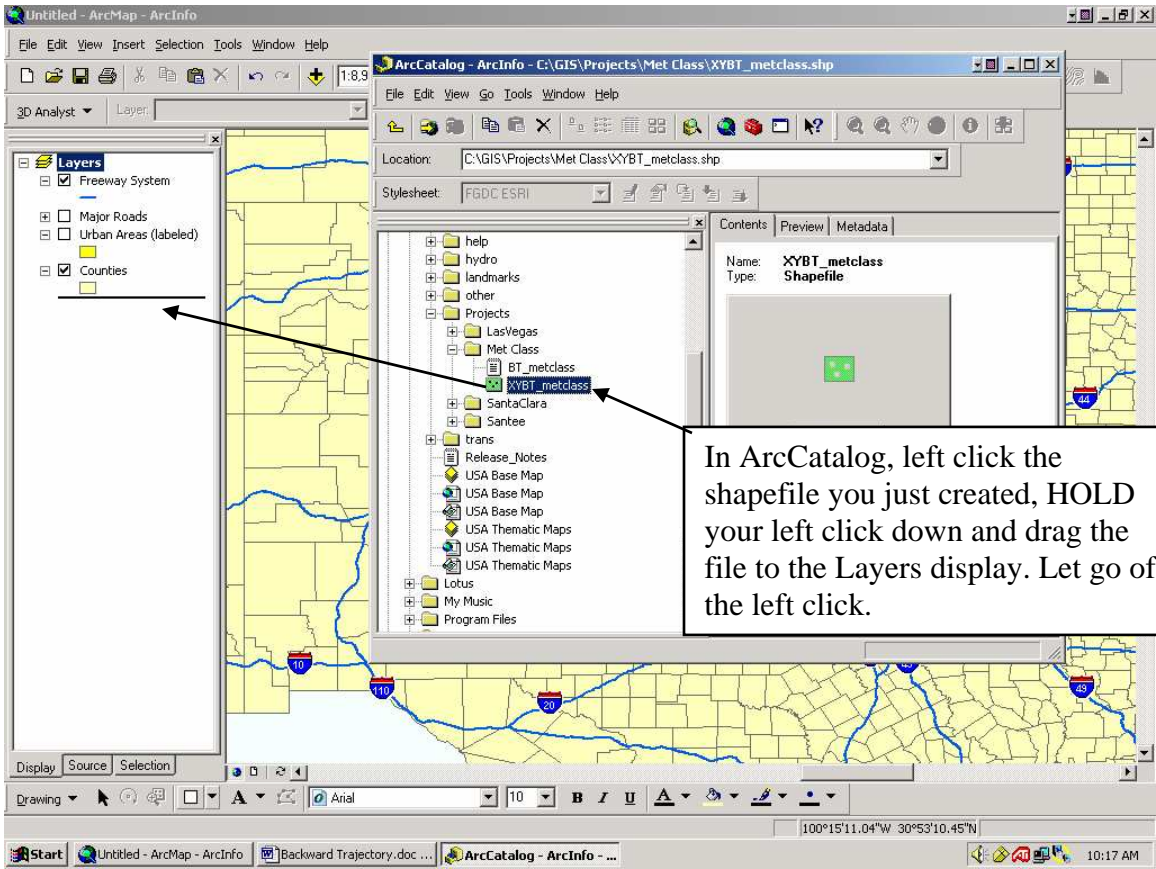 Untitled - ArcMap - ArcInfo
File Edit View Insert Selection Tools Window Help
1:8,9
3D Analyst Layer:
Layers
Freeway System
Major Roads
Urban Areas (labeled)
Counties
ArcCatalog - ArcInfo - C:\GIS\Projects\Met Class\XYBT_metclass.shp
File Edit View Go Tools Window Help
Location: C:\GIS\Projects\Met Class\XYBT_metclass.shp
Stylesheet: FGDC ESRI
help
hydro
landmarks
other
Projects
LasVegas
Met Class
BT_metclass
XYBT_metclass
SantaClara
Santee
trans
Release_Notes
USA Base Map
USA Base Map
USA Base Map
USA Thematic Maps
USA Thematic Maps
USA Thematic Maps
Lotus
My Music
Program Files
Contents Preview Metadata
Name: XYBT_metclass
Type: Shapefile
In ArcCatalog, left click the
shapefile you just created, HOLD
your left click down and drag the
file to the Layers display. Let go of
the left click.
44
10
110
20
49
Display Source Selection
Drawing A Arial 10 B I U A
100°15'11.04"W 30°53'10.45"N
Start Untitled - ArcMap - ArcInfo Backward Trajectory.doc ... ArcCatalog - ArcInfo - ... 10:17 AM